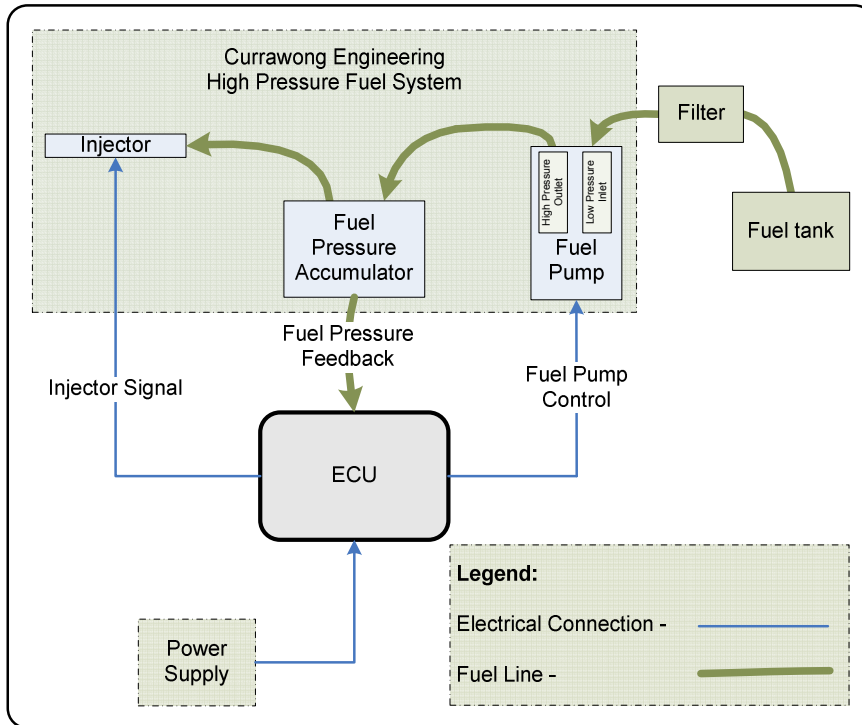 Currawong Engineering
High Pressure Fuel System
Injector
Fuel
Pressure
Accumulator
High Pressure
Outlet
Low Pressure
Inlet
Fuel
Pump
Filter
Fuel tank
Fuel Pressure
Feedback
Injector Signal
Fuel Pump
Control
ECU
Power
Supply
Legend:
Electrical Connection -
Fuel Line -